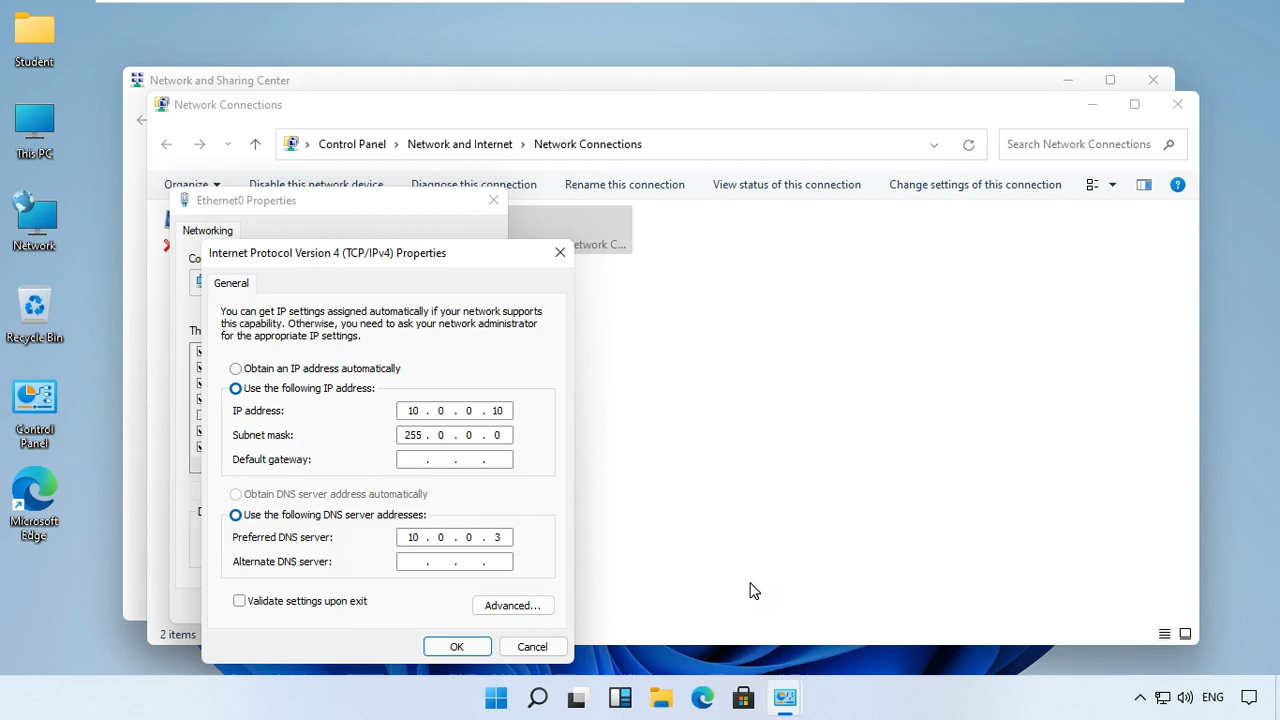 Student
This PC
Network
Recycle Bin
Control
Panel
Microsoft
Edge
Network and Sharing Center
Network Connections
Control Panel > Network and Internet > Network Connections
Search Network Connections
Organize
Disable this network device
Diagnose this connection
Rename this connection
View status of this connection
Change settings of this connection
Ethernet0 Properties
Networking
etwork C...
Internet Protocol Version 4 (TCP/IPv4) Properties
General
You can get IP settings assigned automatically if your network supports
this capability. Otherwise, you need to ask your network administrator
for the appropriate IP settings.
Obtain an IP address automatically
Use the following IP address:
IP address: 10 . 0 . 0 . 10
Subnet mask: 255 . 0 . 0 . 0
Default gateway: . . .
Obtain DNS server address automatically
Use the following DNS server addresses:
Preferred DNS server: 10 . 0 . 0 . 3
Alternate DNS server: . . .
Validate settings upon exit
Advanced...
OK
Cancel
2 items
ENG